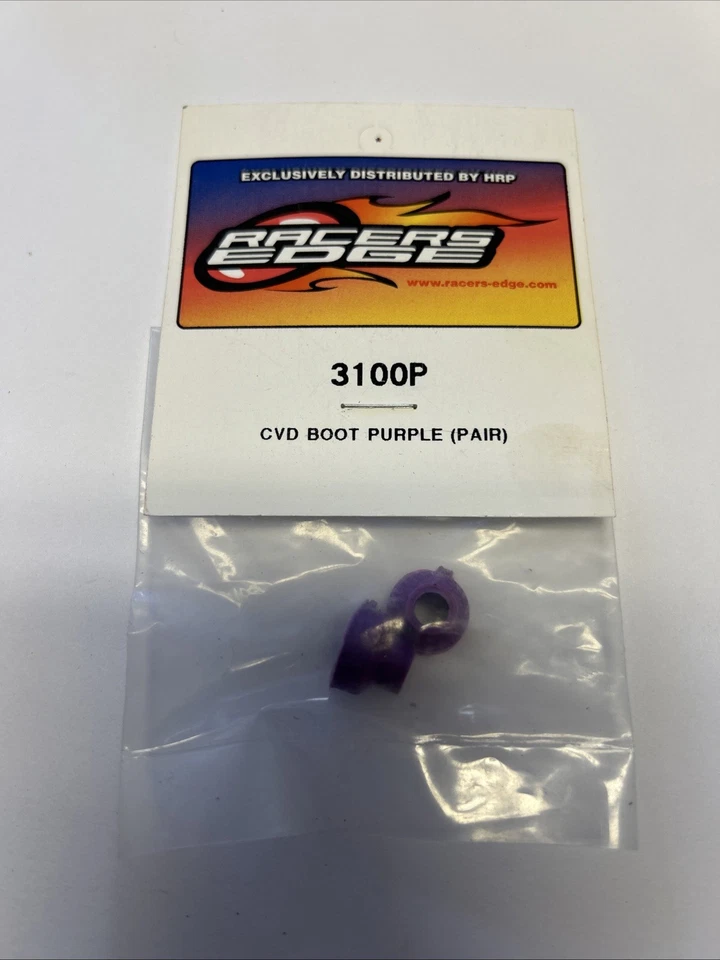 EXCLUSIVELY DISTRIBUTED BY HRP
RACERS
EDGE
www.racers-edge.com
3100P
CVD BOOT PURPLE (PAIR)